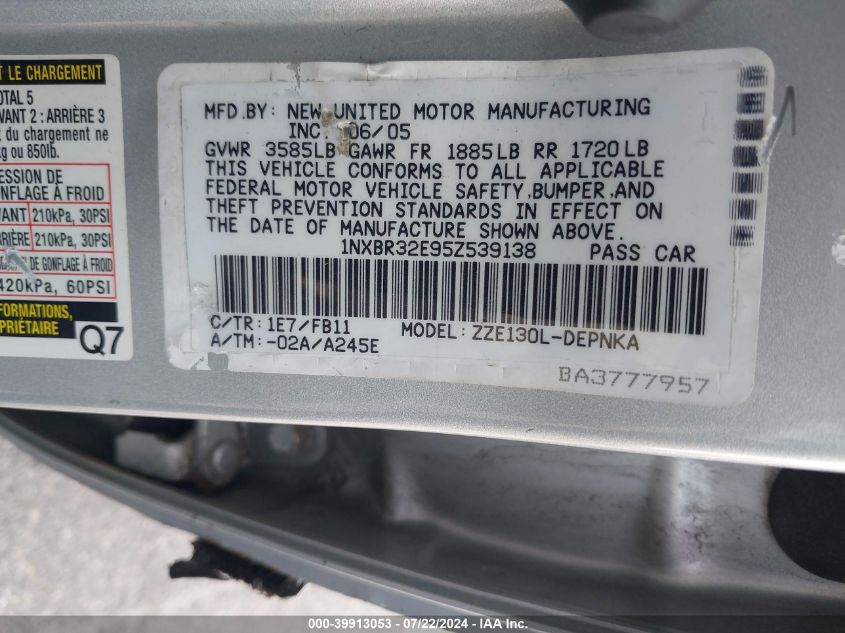 T LE CHARGEMENT
OTAL 5
VANT 2 : ARRIÈRE 3
t du chargement ne
kg ou 850lb.
ESSION DE
ONFLAGE À FROID
VANT 210kPa, 30PSI
RRIÈRE 210kPa, 30PSI
DE GONFLAGE À FROID
420kPa, 60PSI
FORMATIONS,
PRIÉTAIRE
Q7
MFD.BY: NEW UNITED MOTOR MANUFACTURING
INC. 06/05
GVWR 3585LB GAWR FR 1885LB RR 1720LB
THIS VEHICLE CONFORMS TO ALL APPLICABLE
FEDERAL MOTOR VEHICLE SAFETY,BUMPER,AND
THEFT PREVENTION STANDARDS IN EFFECT ON
THE DATE OF MANUFACTURE SHOWN ABOVE.
1NXBR32E95Z539138 PASS CAR
C/TR: 1E7/FB11 MODEL: ZZE130L-DEPNKA
A/TM: -02A/A245E
BA3777957
000-39913053 - 07/22/2024 - IAA Inc.